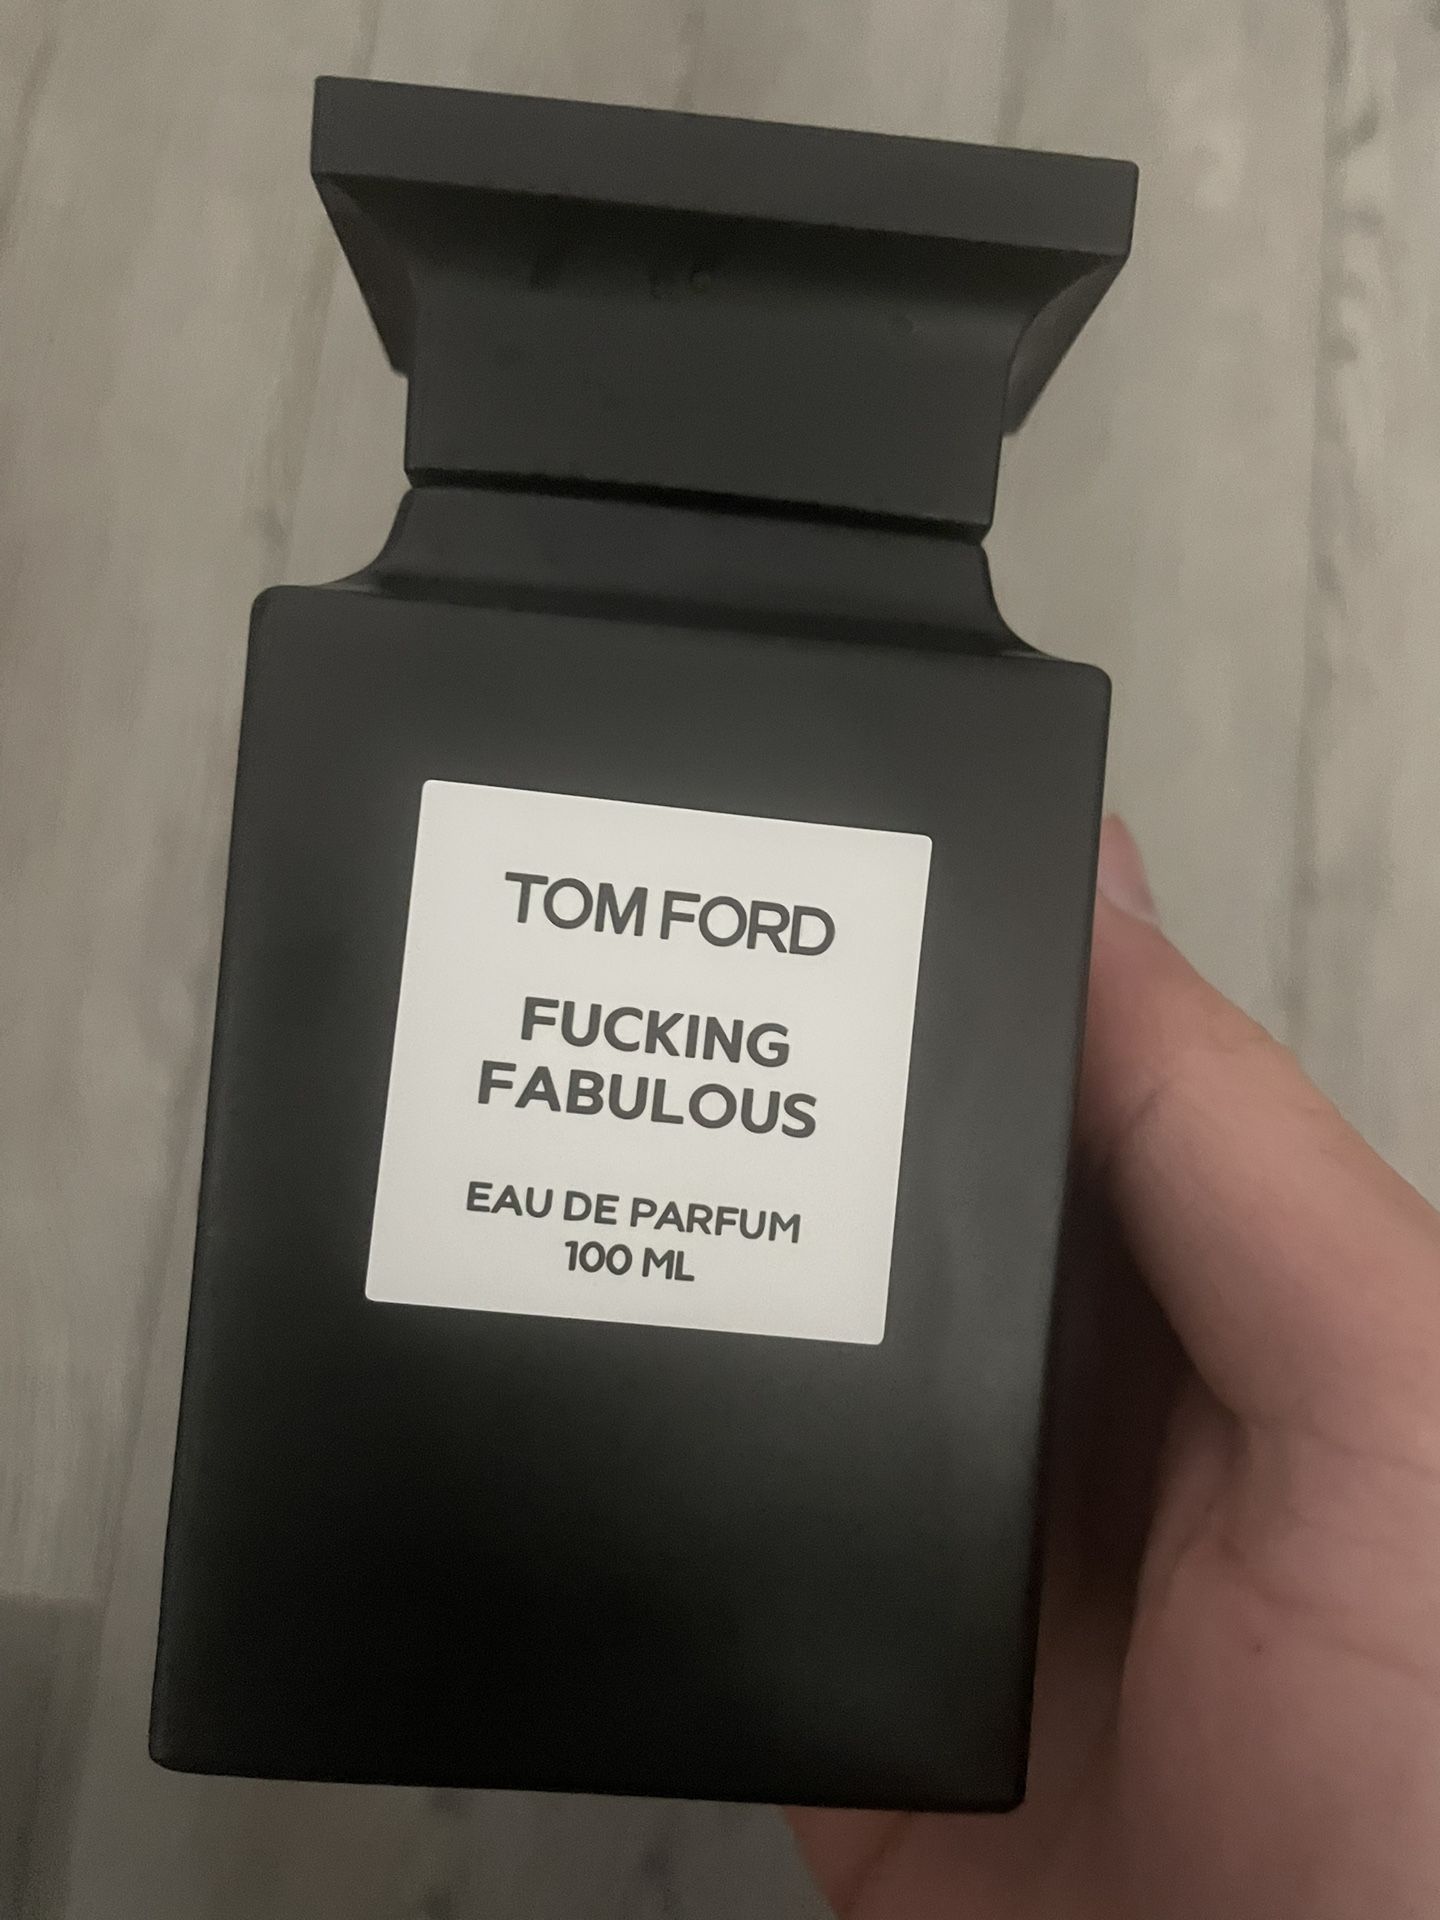 TOM FORD
FUCKING
FABULOUS
EAU DE PARFUM
100 ML